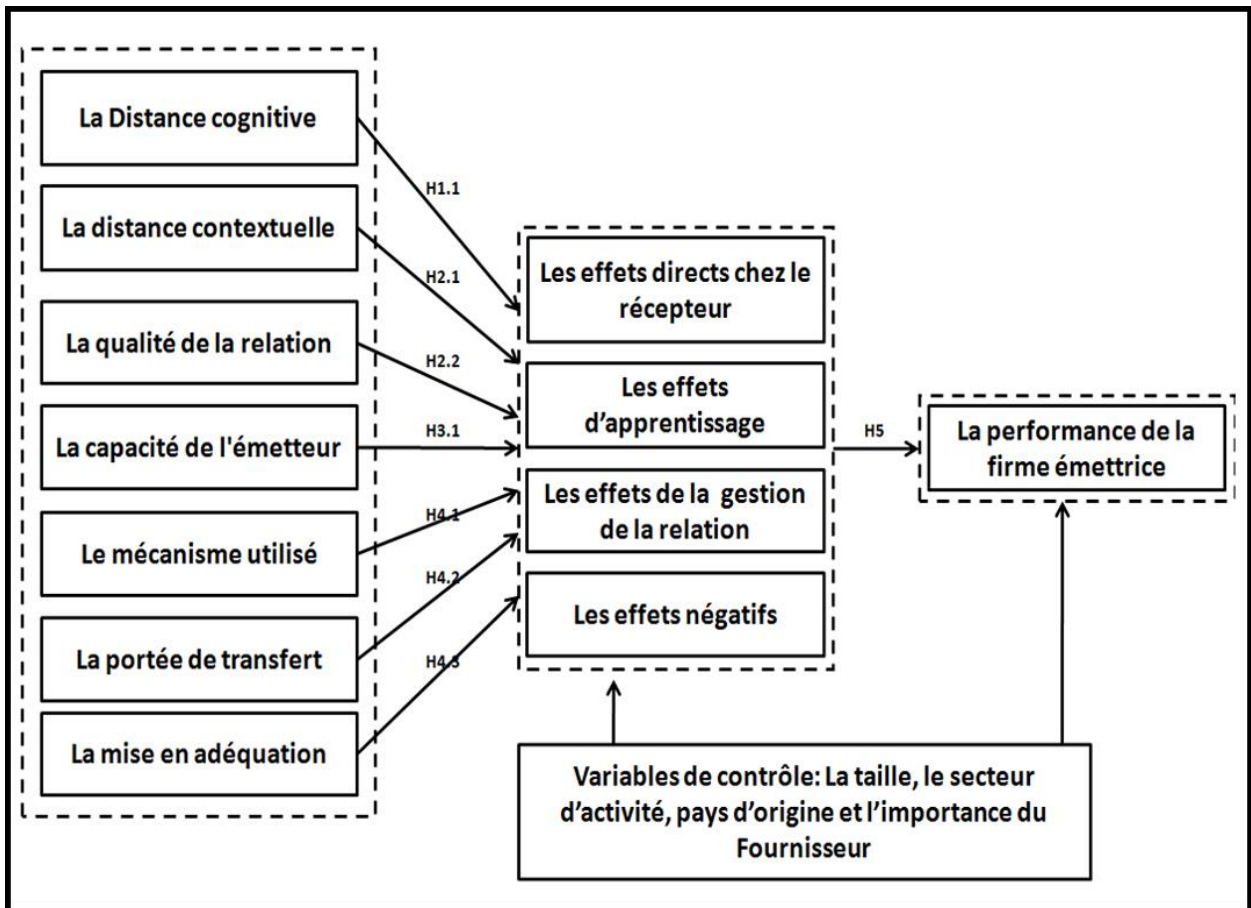 La Distance cognitive
La distance contextuelle
La qualité de la relation
La capacité de l'émetteur
Le mécanisme utilisé
La portée de transfert
La mise en adéquation
H1.1
H2.1
H2.2
H3.1
H4.1
H4.2
H4.3
Les effets directs chez le
récepteur
Les effets
d’apprentissage
Les effets de la gestion
de la relation
Les effets négatifs
H5
La performance de la
firme émettrice
Variables de contrôle: La taille, le secteur
d’activité, pays d’origine et l’importance du
Fournisseur